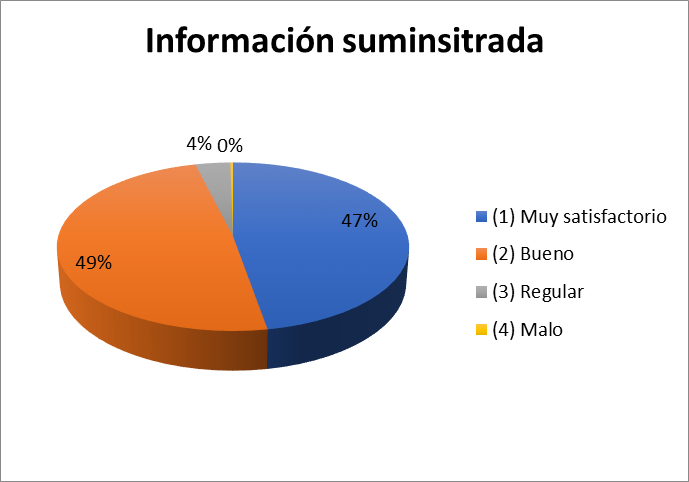 Información suminsitrada
4% 0%
47%
49%
(1) Muy satisfactorio
(2) Bueno
(3) Regular
(4) Malo